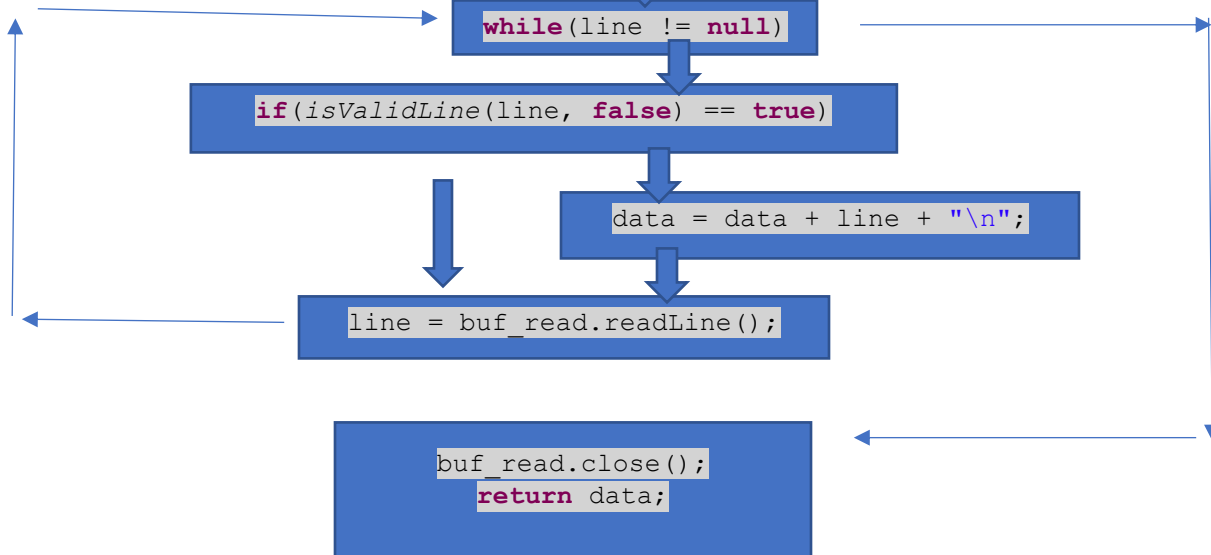 while(line != null)
if(isValidLine(line, false) == true)
data = data + line + "\n";
line = buf_read.readLine();
buf_read.close();
return data;